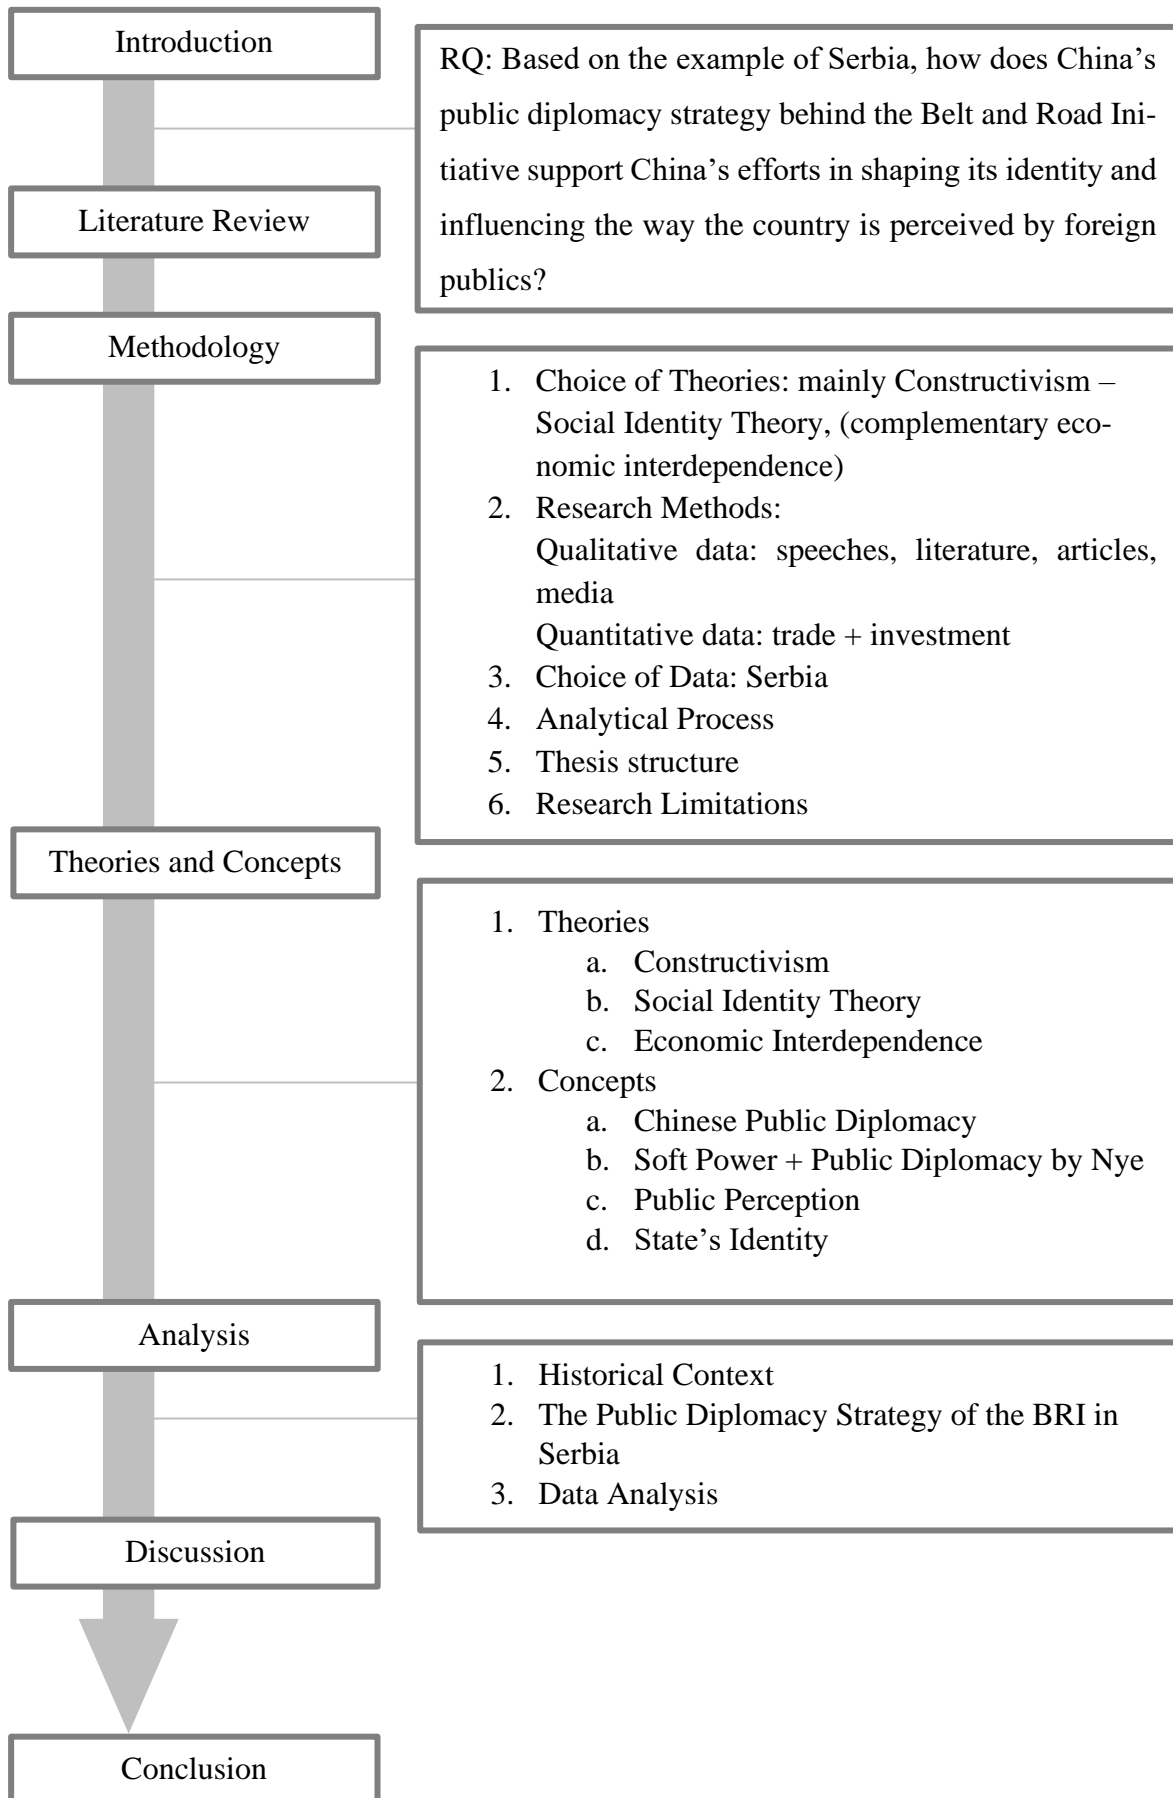 Introduction
RQ: Based on the example of Serbia, how does China’s
public diplomacy strategy behind the Belt and Road Ini-
tiative support China’s efforts in shaping its identity and
influencing the way the country is perceived by foreign
publics?
Literature Review
Methodology
1. Choice of Theories: mainly Constructivism –
Social Identity Theory, (complementary eco-
nomic interdependence)
2. Research Methods:
Qualitative data: speeches, literature, articles,
media
Quantitative data: trade + investment
3. Choice of Data: Serbia
4. Analytical Process
5. Thesis structure
6. Research Limitations
Theories and Concepts
1. Theories
a. Constructivism
b. Social Identity Theory
c. Economic Interdependence
2. Concepts
a. Chinese Public Diplomacy
b. Soft Power + Public Diplomacy by Nye
c. Public Perception
d. State’s Identity
Analysis
1. Historical Context
2. The Public Diplomacy Strategy of the BRI in
Serbia
3. Data Analysis
Discussion
Conclusion